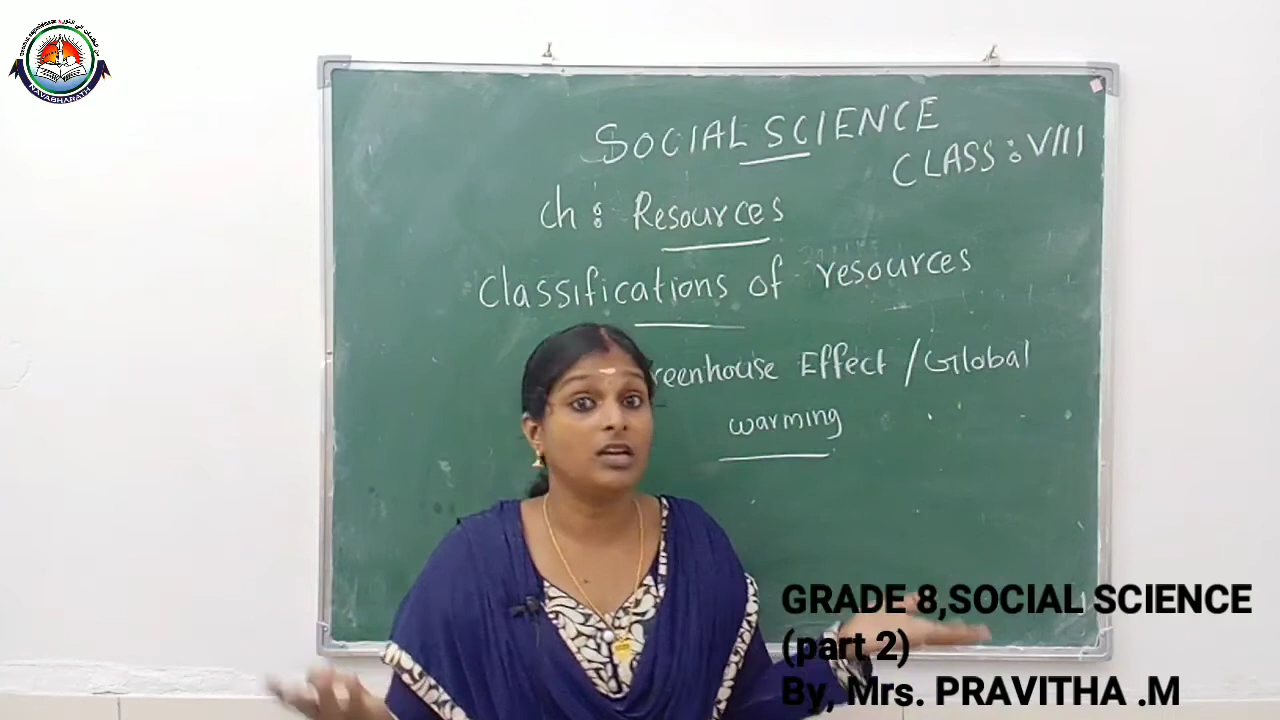 NAVABHARATH
SOCIAL SCIENCE
CLASS : VIII
ch : Resources
Classifications of resources
reenhouse Effect / Global
warming
GRADE 8,SOCIAL SCIENCE
(part 2)
By, Mrs. PRAVITHA .M